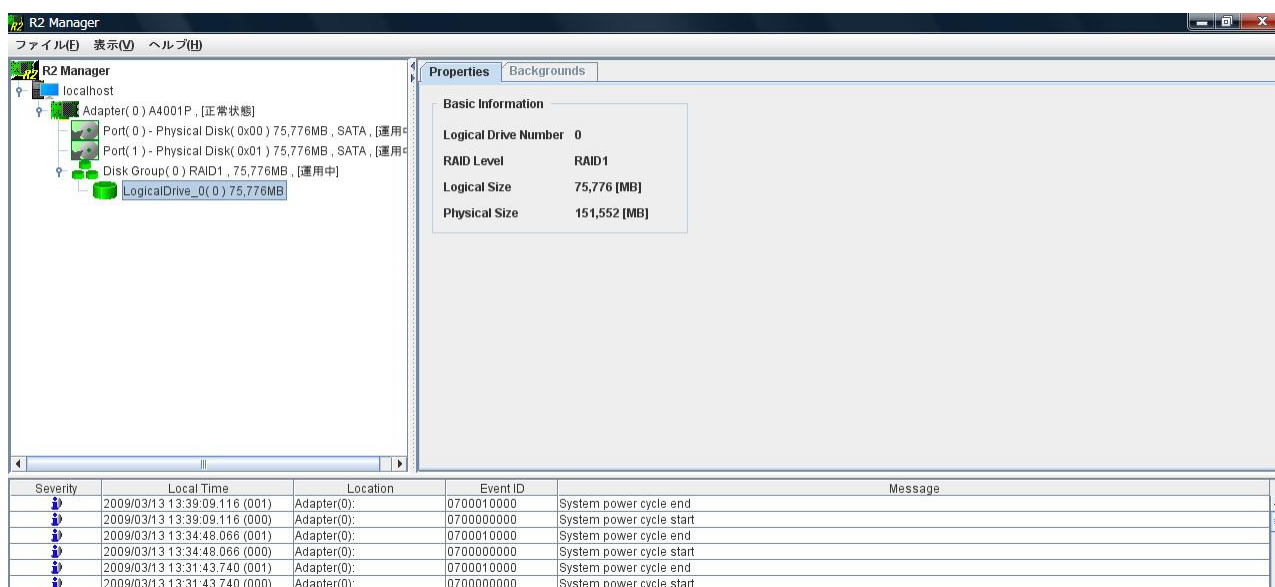 R2 Manager
ファイル(F) 表示(V) ヘルプ(H)
R2 Manager
localhost
Adapter( 0 ) A4001P , [正常状態]
Port( 0 ) - Physical Disk( 0x00 ) 75,776MB , SATA , [運用中
Port( 1 ) - Physical Disk( 0x01 ) 75,776MB , SATA , [運用中
Disk Group( 0 ) RAID1 , 75,776MB , [運用中]
LogicalDrive_0( 0 ) 75,776MB
Properties Backgrounds
Basic Information
Logical Drive Number 0
RAID Level RAID1
Logical Size 75,776 [MB]
Physical Size 151,552 [MB]
Severity Local Time Location Event ID Message
2009/03/13 13:39:09.116 (001) Adapter(0): 0700010000 System power cycle end
2009/03/13 13:39:09.116 (000) Adapter(0): 0700000000 System power cycle start
2009/03/13 13:34:48.066 (001) Adapter(0): 0700010000 System power cycle end
2009/03/13 13:34:48.066 (000) Adapter(0): 0700000000 System power cycle start
2009/03/13 13:31:43.740 (001) Adapter(0): 0700010000 System power cycle end
2009/03/13 13:31:43.740 (000) Adapter(0): 0700000000 System power cycle start